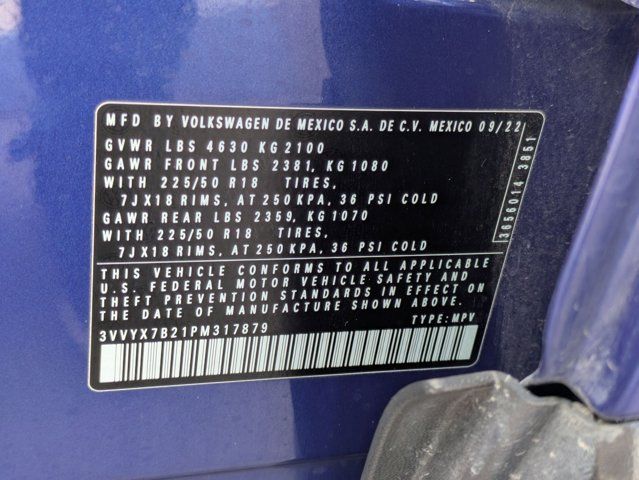 MFD BY VOLKSWAGEN DE MEXICO S.A. DE C.V. MEXICO 09/22
GVWR LBS 4630 KG 2100
GAWR FRONT LBS 2381, KG 1080
WITH 225/50 R18 TIRES,
7JX18 RIMS, AT 250 KPA, 36 PSI COLD
GAWR REAR LBS 2359, KG 1070
WITH 225/50 R18 TIRES,
7JX18 RIMS, AT 250 KPA, 36 PSI COLD
3656014 3851
THIS VEHICLE CONFORMS TO ALL APPLICABLE
U.S. FEDERAL MOTOR VEHICLE SAFETY AND
THEFT PREVENTION STANDARDS IN EFFECT ON
THE DATE OF MANUFACTURE SHOWN ABOVE.
3VVYX7B21PM317879 TYPE: MPV